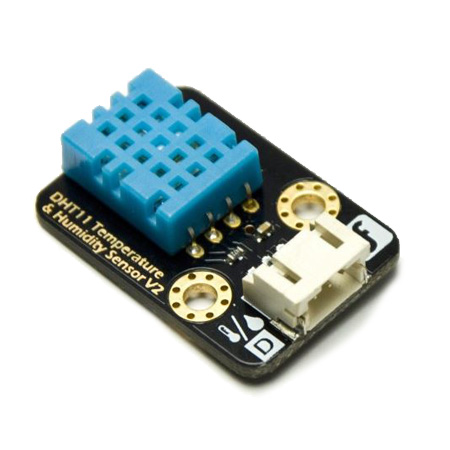 DHT11 Temperature
& Humidity Sensor V2
D